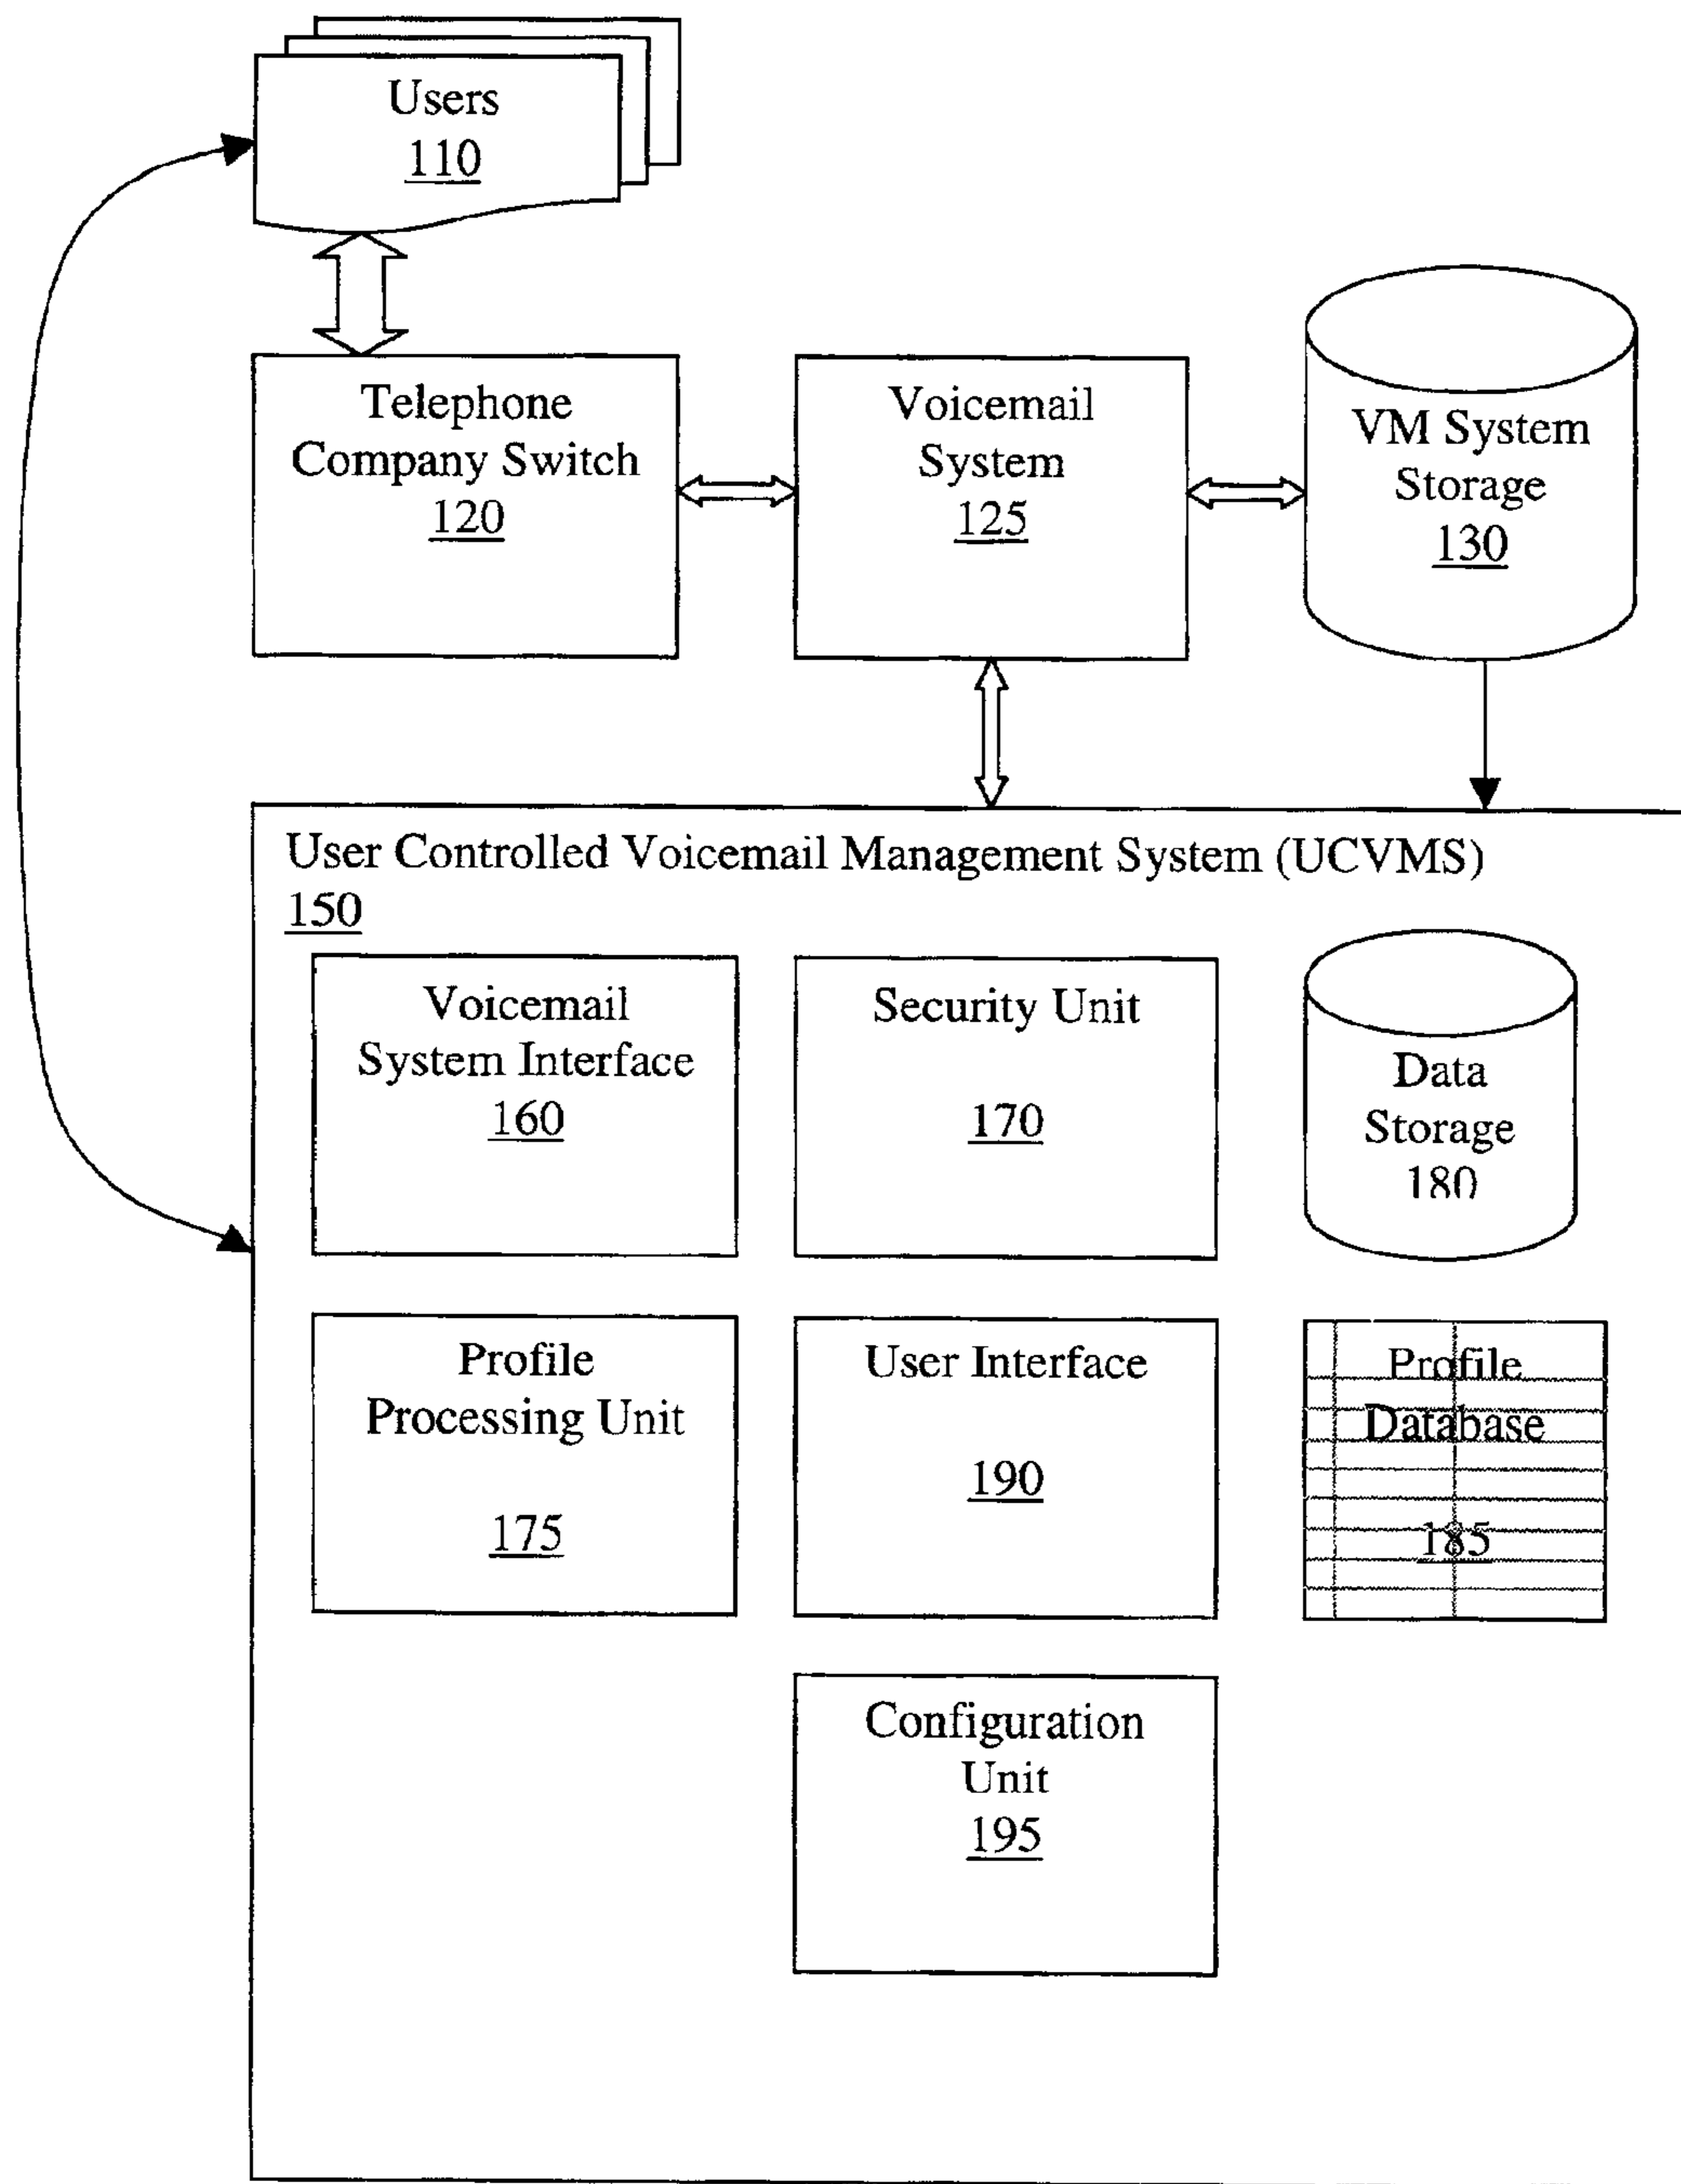 Users
110
Telephone
Company Switch
120
Voicemail
System
125
VM System
Storage
130
User Controlled Voicemail Management System (UCVMS)
150
Voicemail
System Interface
160
Security Unit
170
Data
Storage
180
Profile
Processing Unit
175
User Interface
190
Profile
Database
185
Configuration
Unit
195